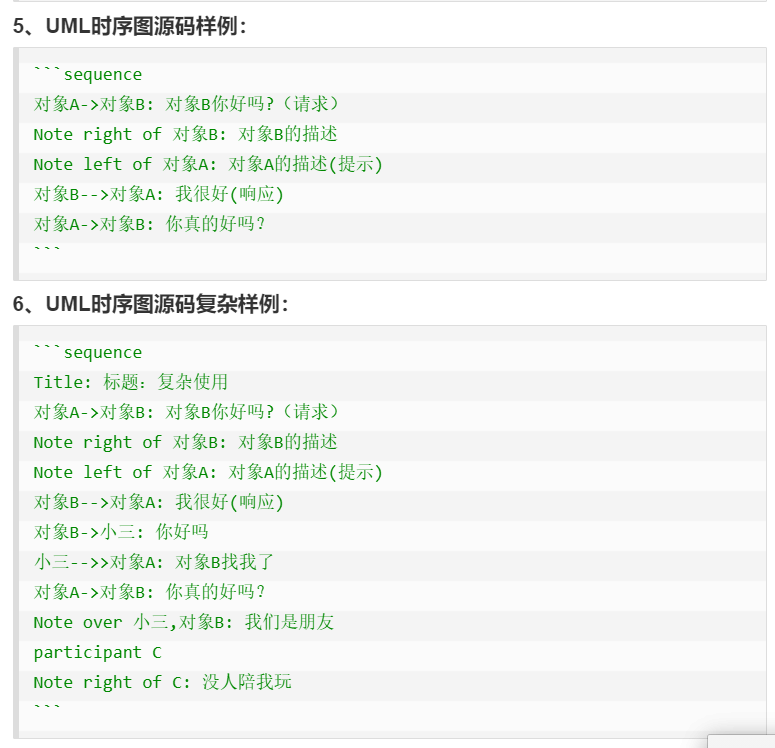 5、UML时序图源码样例：
```sequence
对象A->对象B: 对象B你好吗?（请求）
Note right of 对象B: 对象B的描述
Note left of 对象A: 对象A的描述(提示)
对象B-->对象A: 我很好(响应)
对象A->对象B: 你真的好吗？
```
6、UML时序图源码复杂样例：
```sequence
Title: 标题：复杂使用
对象A->对象B: 对象B你好吗?（请求）
Note right of 对象B: 对象B的描述
Note left of 对象A: 对象A的描述(提示)
对象B-->对象A: 我很好(响应)
对象B->小三: 你好吗
小三-->>对象A: 对象B找我了
对象A->对象B: 你真的好吗？
Note over 小三,对象B: 我们是朋友
participant C
Note right of C: 没人陪我玩
```